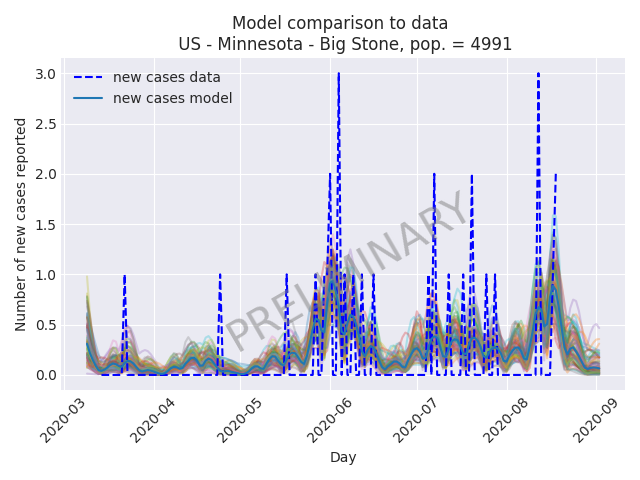 Model comparison to data
US - Minnesota - Big Stone, pop. = 4991
new cases data
new cases model
PRELIMINARY
Number of new cases reported
3.0
2.5
2.0
1.5
1.0
0.5
0.0
2020-03
2020-04
2020-05
2020-06
2020-07
2020-08
2020-09
Day